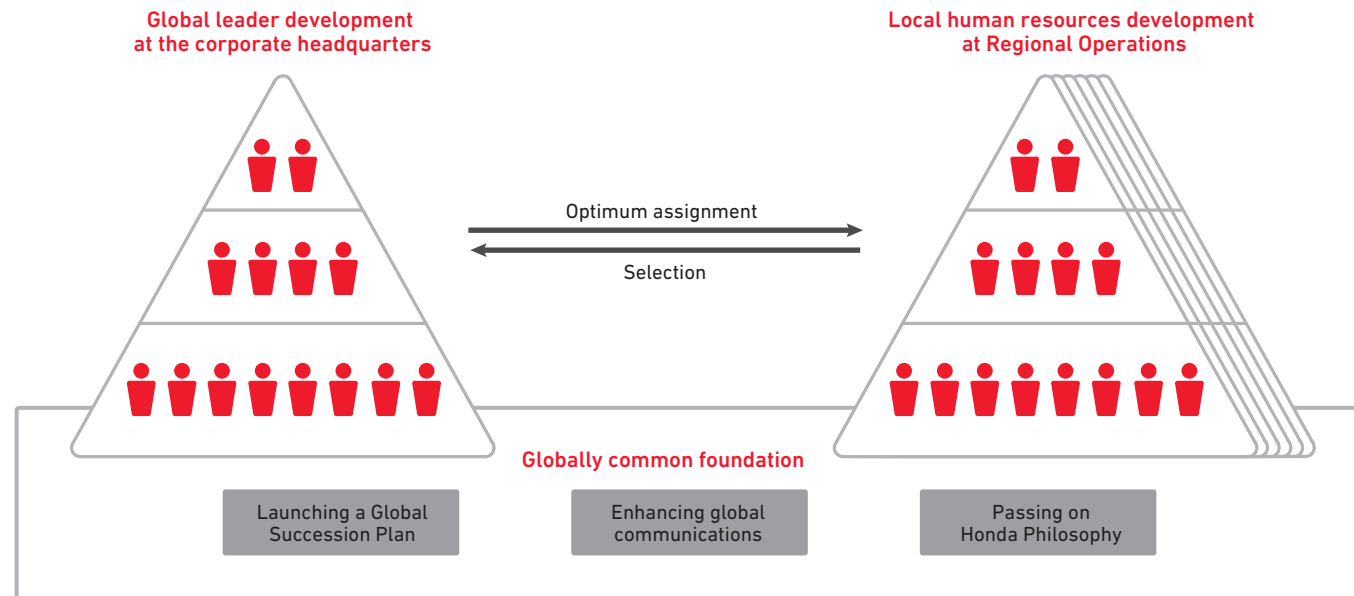 Global leader development
at the corporate headquarters
Local human resources development
at Regional Operations
Optimum assignment
Selection
Globally common foundation
Launching a Global
Succession Plan
Enhancing global
communications
Passing on
Honda Philosophy